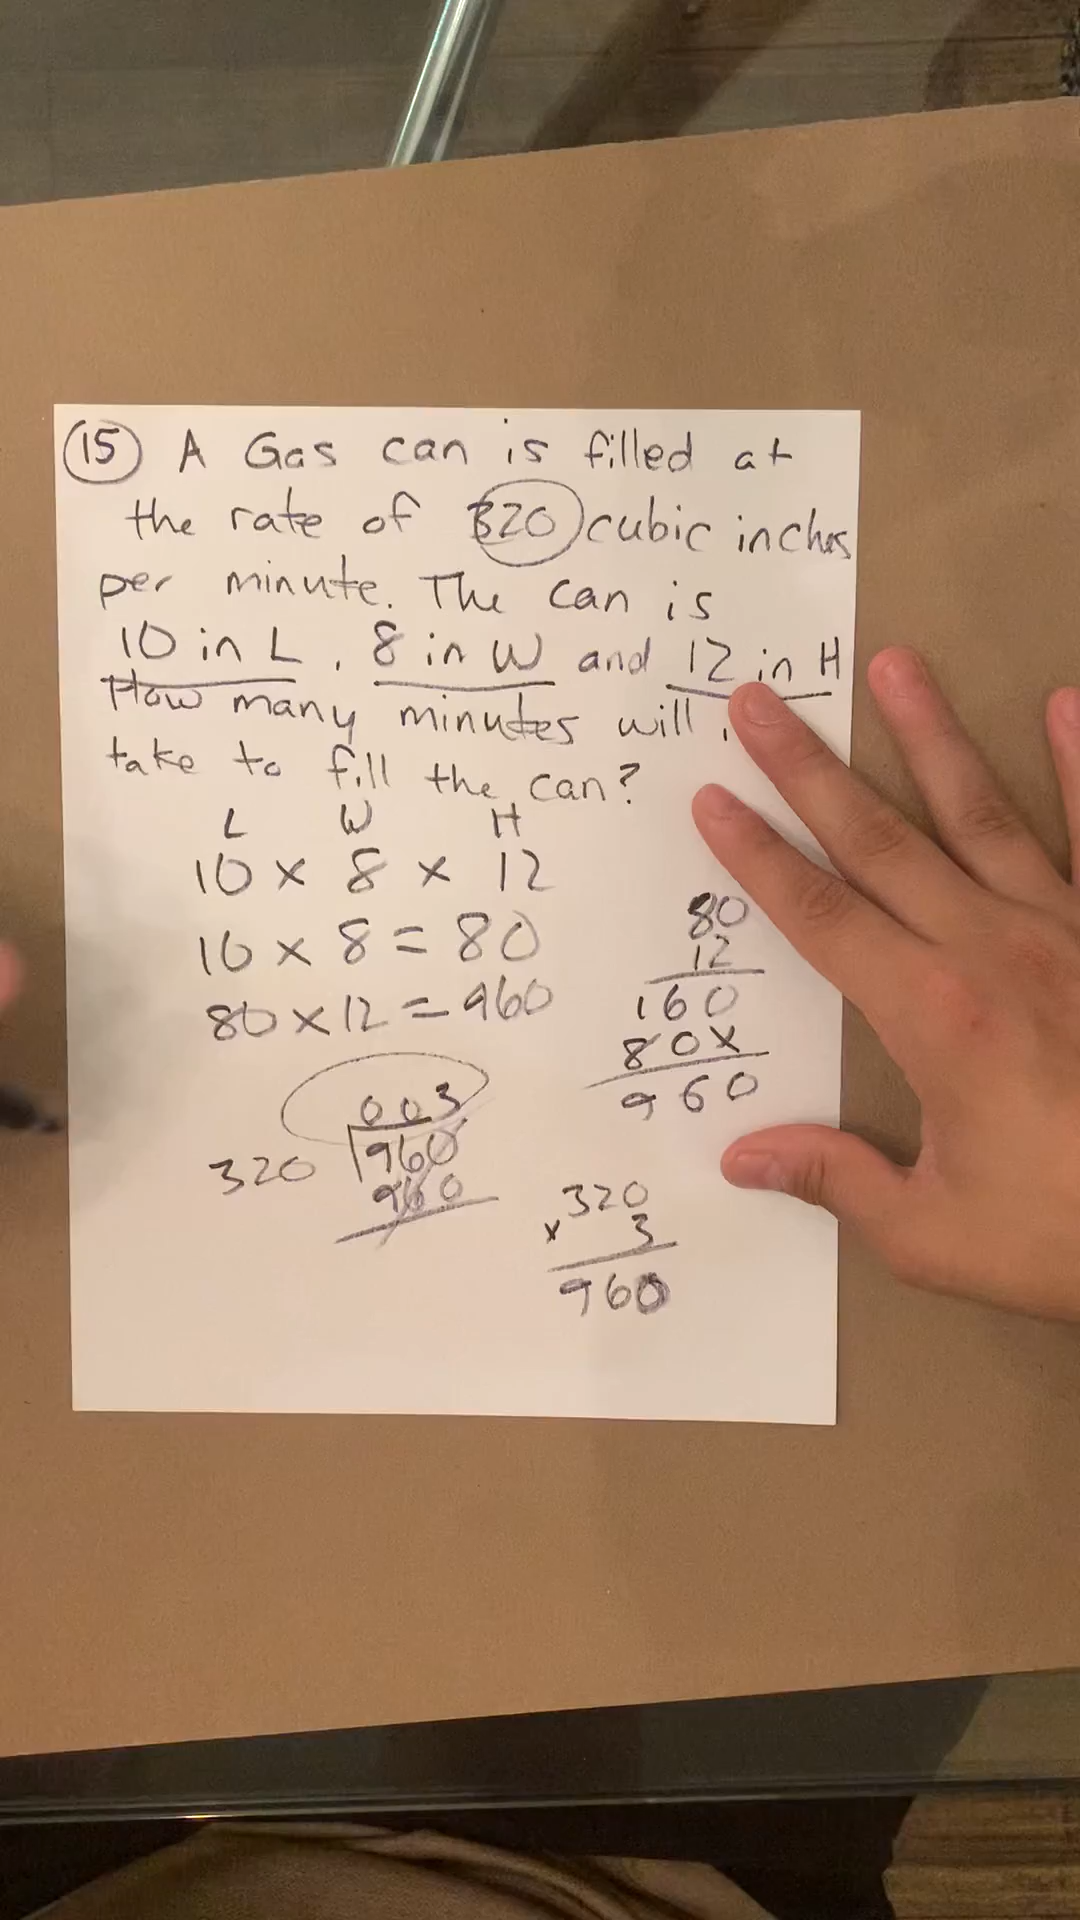 15 A Gas can is filled at
the rate of 320 cubic inches
per minute. The can is
10 in L, 8 in W and 12 in H
How many minutes will
take to fill the can?
L W H
10 x 8 x 12
10 x 8 = 80
80 x 12 = 960
80
12
160
80x
960
003
320 960
960
320
x 3
960